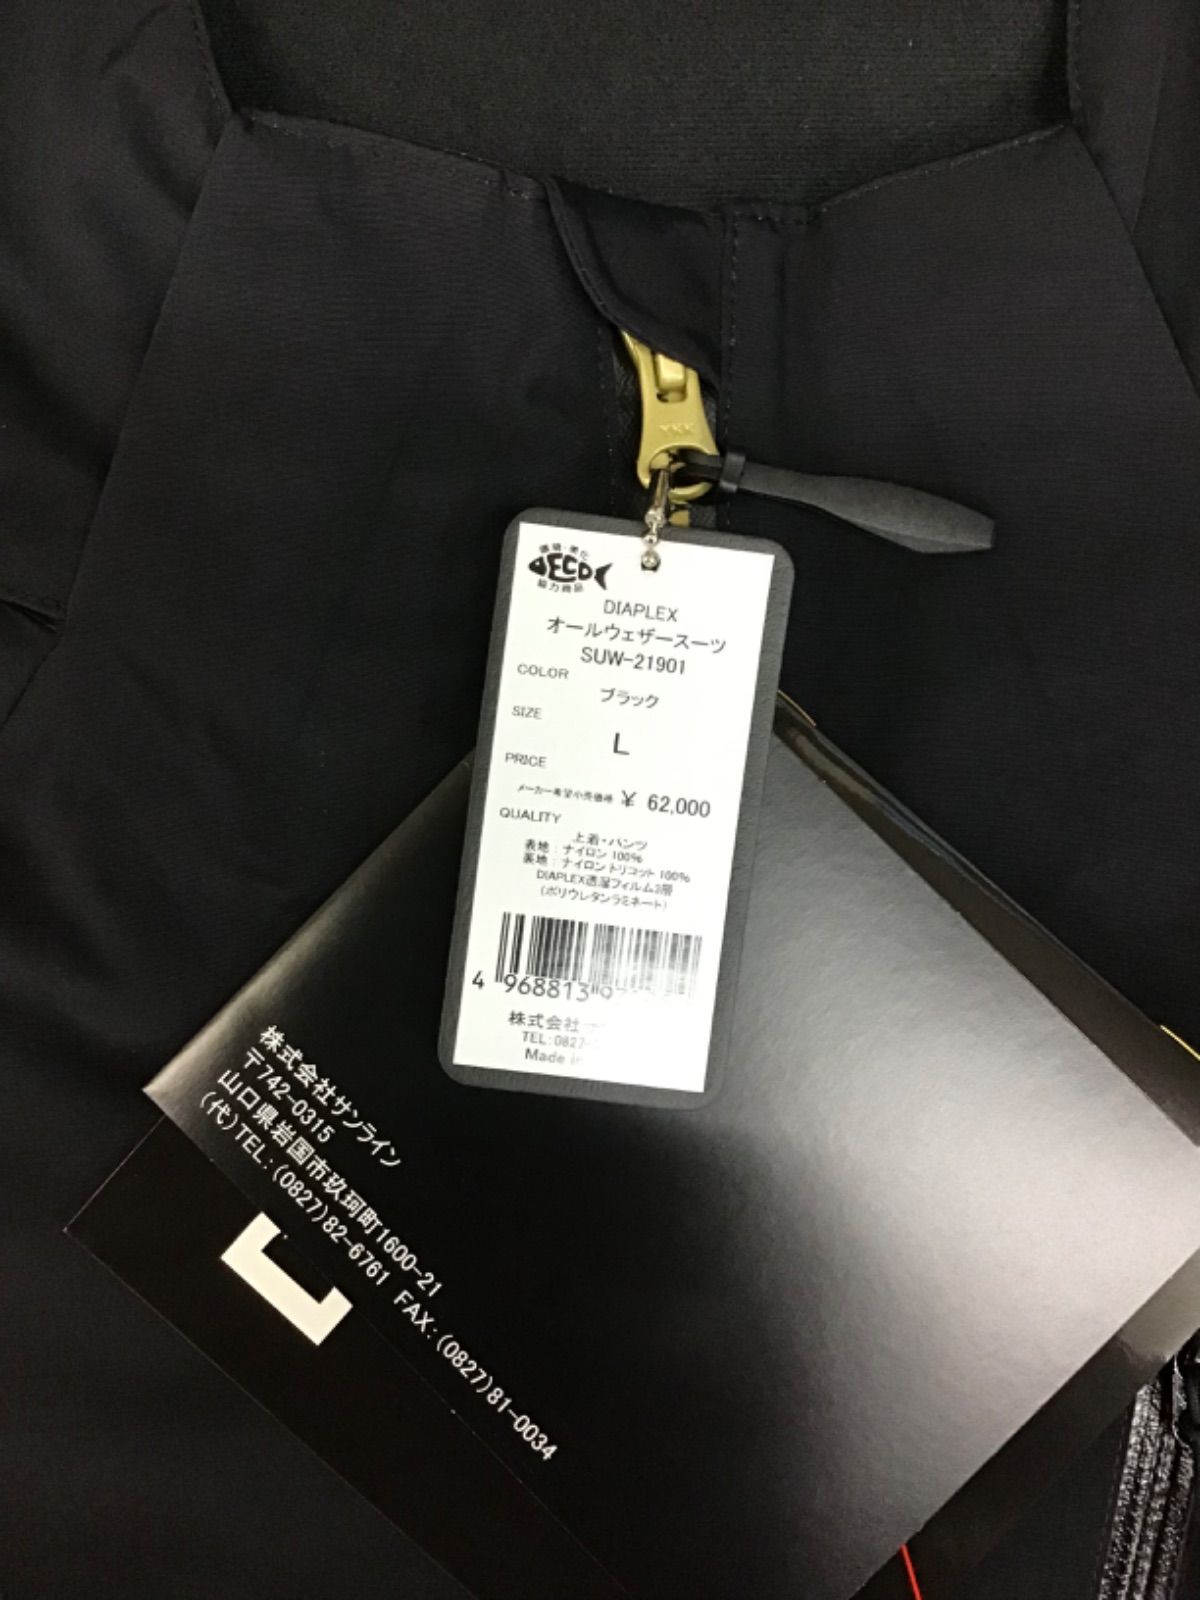 YKK
環境・美化
ECO
協力商品
DIAPLEX
オールウェザースーツ
SUW-21901
COLOR
ブラック
SIZE
L
PRICE
メーカー希望小売価格 ¥ 62,000
QUALITY
上着・パンツ
表地：ナイロン 100%
裏地：ナイロントリコット 100%
DIAPLEX透湿フィルム3層
(ポリウレタンラミネート)
4 968813
株式会社
TEL:0827-
Made in
株式会社サンライン
〒742-0315
山口県岩国市玖珂町1600-21
(代)TEL:(0827)82-6761 FAX:(0827)81-0034